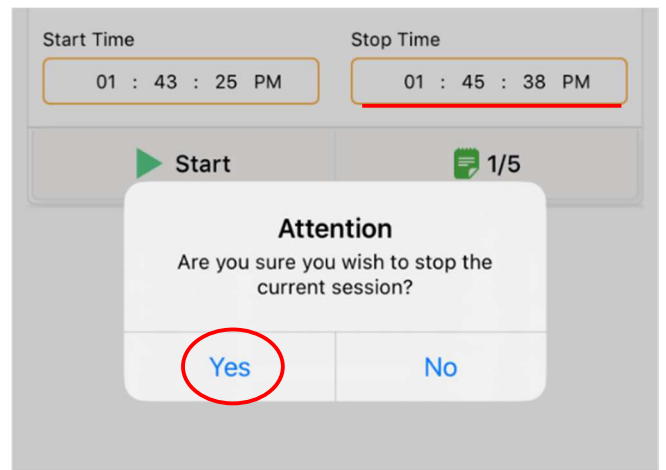 Start Time Stop Time
01 : 43 : 25 PM 01 : 45 : 38 PM
Start 1/5
Attention
Are you sure you wish to stop the
current session?
Yes No